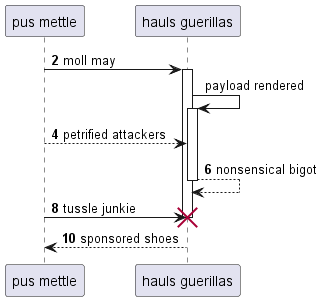 pus mettle
hauls guerillas
2 moll may
payload rendered
4 petrified attackers
6 nonsensical bigot
8 tussle junkie
10 sponsored shoes
pus mettle
hauls guerillas